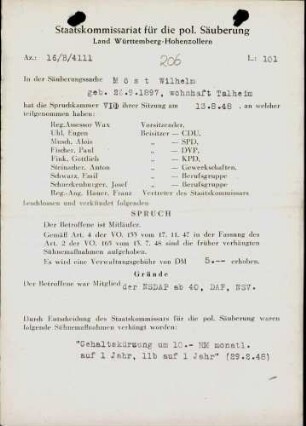 Staatskommissariat für die pol. Säuberung
Land Württemberg-Hohenzollern
Az.: 16/B/4111
206
L: 101
In der Säuberungssache Möst Wilhelm
geb. 2.1897, wohnhaft Talheim
hat die Spruchkammer VII ihrer Sitzung am 13.8.48 , an welcher
teilgenommen haben:
Reg.Assessor Wax Vorsitzender,
Uhl, Eugen Beisitzer – CDU,
Munsh, Alois „ – SPD,
Fischer, Paul „ – DVP,
Fink, Gottlieb „ – KPD,
Steinacher, Anton „ – Gewerkschaften,
Schwarz, Emil „ – Berufsgruppe
Scharkenburger, Josef „ – Berufsgruppe
Reg.-Ang. Hauer, Franz Vertreter des Staatskommissars
beschlossen und verkündet folgenden
SPRUCH
Der Betroffene ist Mitläufer.
Gemäß Art. 4 der VO. 133 vom 17. 11. 47 in der Fassung des
Art. 2 der VO. 165 vom 13. 7. 48 sind die früher verhängten
Sühnemaßnahmen aufgehoben.
Es wird eine Verwaltungsgebühr von DM 5.-- erhoben.
Gründe
Der Betroffene war Mitglied der NSDAP ab 40, DAF, NSV.
Durch Entscheidung des Staatskommissars für die pol. Säuberung waren
folgende Sühnemaßnahmen verhängt worden:
"Gehaltskürzung um 10.- RM monatl.
auf 1 Jahr, 11b auf 1 Jahr" (29.2.48)